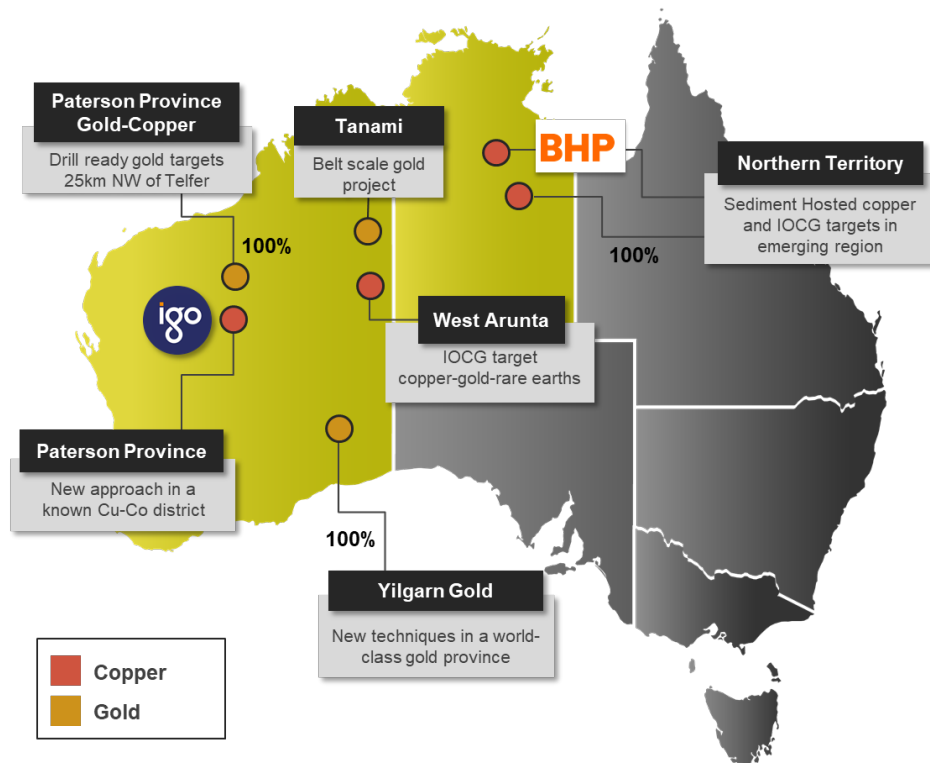 Paterson Province
Gold-Copper
Drill ready gold targets
25km NW of Telfer
Tanami
Belt scale gold
project
BHP
Northern Territory
Sediment Hosted copper
and IOCG targets in
emerging region
100%
100%
igo
West Arunta
IOCG target
copper-gold-rare earths
Paterson Province
New approach in a
known Cu-Co district
100%
Yilgarn Gold
New techniques in a world-
class gold province
Copper
Gold